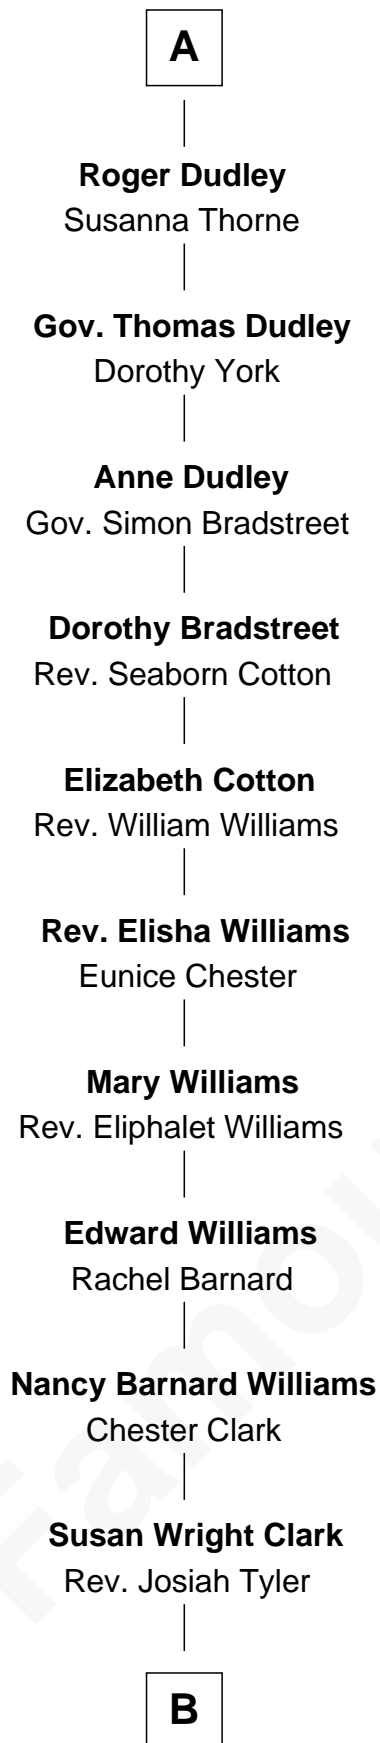 A
Roger Dudley
Susanna Thorne
Gov. Thomas Dudley
Dorothy York
Anne Dudley
Gov. Simon Bradstreet
Dorothy Bradstreet
Rev. Seaborn Cotton
Elizabeth Cotton
Rev. William Williams
Rev. Elisha Williams
Eunice Chester
Mary Williams
Rev. Eliphalet Williams
Edward Williams
Rachel Barnard
Nancy Barnard Williams
Chester Clark
Susan Wright Clark
Rev. Josiah Tyler
B
Famou